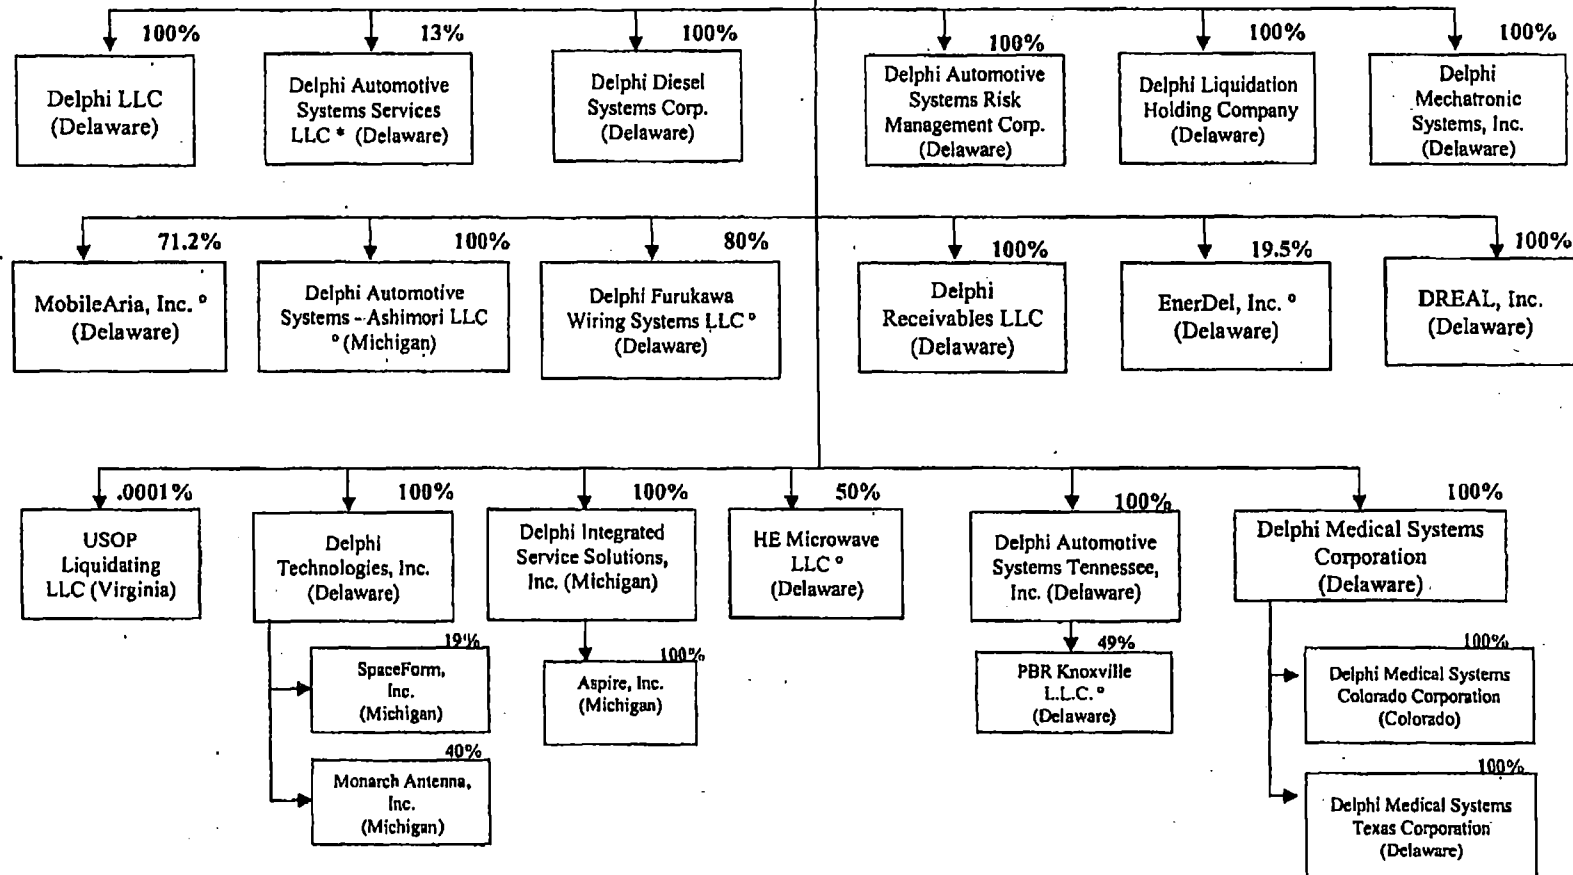 100%
13%
100%
100%
100%
100%
Delphi LLC
(Delaware)
Delphi Automotive
Systems Services
LLC * (Delaware)
Delphi Diesel
Systems Corp.
(Delaware)
Delphi Automotive
Systems Risk
Management Corp.
(Delaware)
Delphi Liquidation
Holding Company
(Delaware)
Delphi
Mechatronic
Systems, Inc.
(Delaware)
71.2%
100%
80%
100%
19.5%
100%
MobileAria, Inc. °
(Delaware)
Delphi Automotive
Systems - Ashimori LLC
° (Michigan)
Delphi Furukawa
Wiring Systems LLC °
(Delaware)
Delphi
Receivables LLC
(Delaware)
EnerDel, Inc. °
(Delaware)
DREAL, Inc.
(Delaware)
.0001%
100%
100%
50%
100%
100%
USOP
Liquidating
LLC (Virginia)
Delphi
Technologies, Inc.
(Delaware)
Delphi Integrated
Service Solutions,
Inc. (Michigan)
HE Microwave
LLC °
(Delaware)
Delphi Automotive
Systems Tennessee,
Inc. (Delaware)
Delphi Medical Systems
Corporation
(Delaware)
19%
SpaceForm,
Inc.
(Michigan)
100%
Aspire, Inc.
(Michigan)
49%
PBR Knoxville
L.L.C. °
(Delaware)
100%
Delphi Medical Systems
Colorado Corporation
(Colorado)
40%
Monarch Antenna,
Inc.
(Michigan)
100%
Delphi Medical Systems
Texas Corporation
(Delaware)